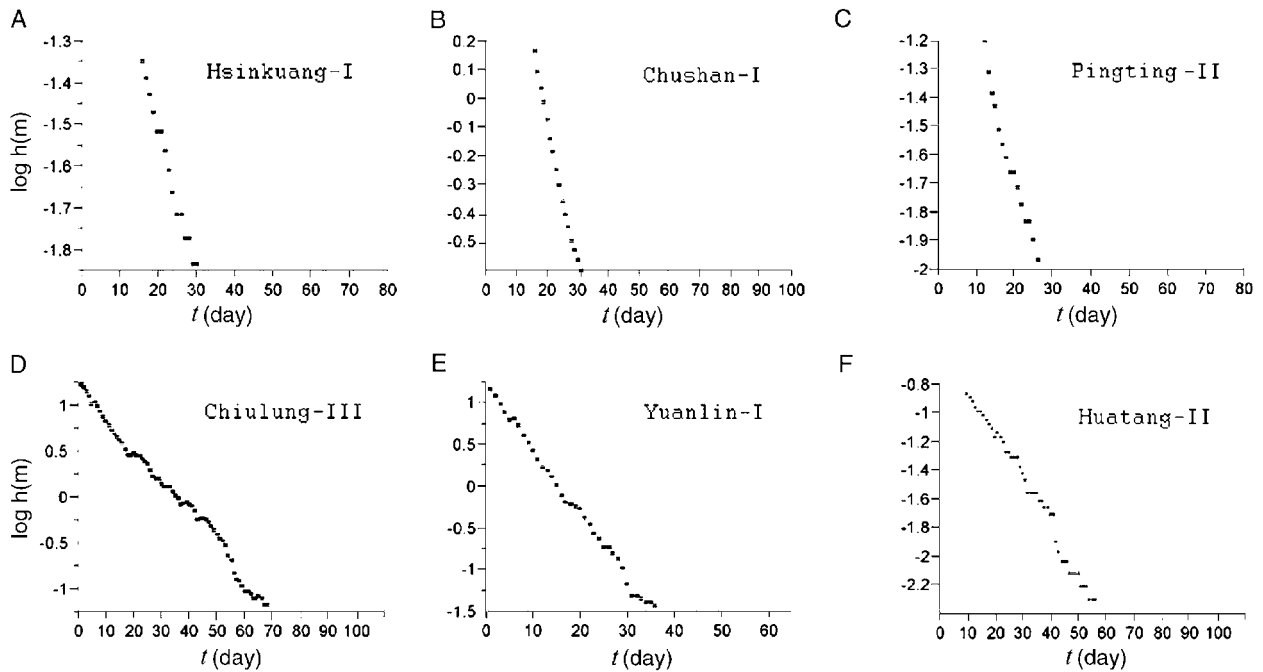 A
B
C
Hsinkuang-I
Chushan-I
Pingting-II
log h(m)
-1.3
-1.4
-1.5
-1.6
-1.7
-1.8
0 10 20 30 40 50 60 70 80
t (day)
0.2
0.1
0
-0.1
-0.2
-0.3
-0.4
-0.5
0 10 20 30 40 50 60 70 80 90 100
t (day)
-1.2
-1.3
-1.4
-1.5
-1.6
-1.7
-1.8
-1.9
-2
0 10 20 30 40 50 60 70 80
t (day)
D
E
F
Chiulung-III
Yuanlin-I
Huatang-II
log h(m)
1
0.5
0
-0.5
-1
0 10 20 30 40 50 60 70 80 90 100
t (day)
1
0.5
0
-0.5
-1
-1.5
0 10 20 30 40 50 60
t (day)
-0.8
-1
-1.2
-1.4
-1.6
-1.8
-2
-2.2
0 10 20 30 40 50 60 70 80 90 100
t (day)